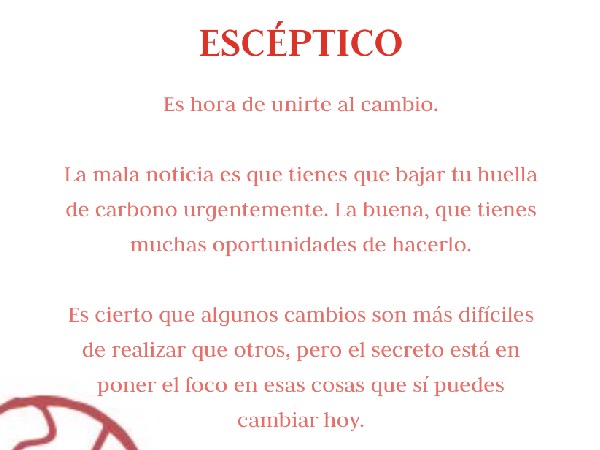 ESCÉPTICO
Es hora de unirte al cambio.
La mala noticia es que tienes que bajar tu huella
de carbono urgentemente. La buena, que tienes
muchas oportunidades de hacerlo.
Es cierto que algunos cambios son más difíciles
de realizar que otros, pero el secreto está en
poner el foco en esas cosas que sí puedes
cambiar hoy.